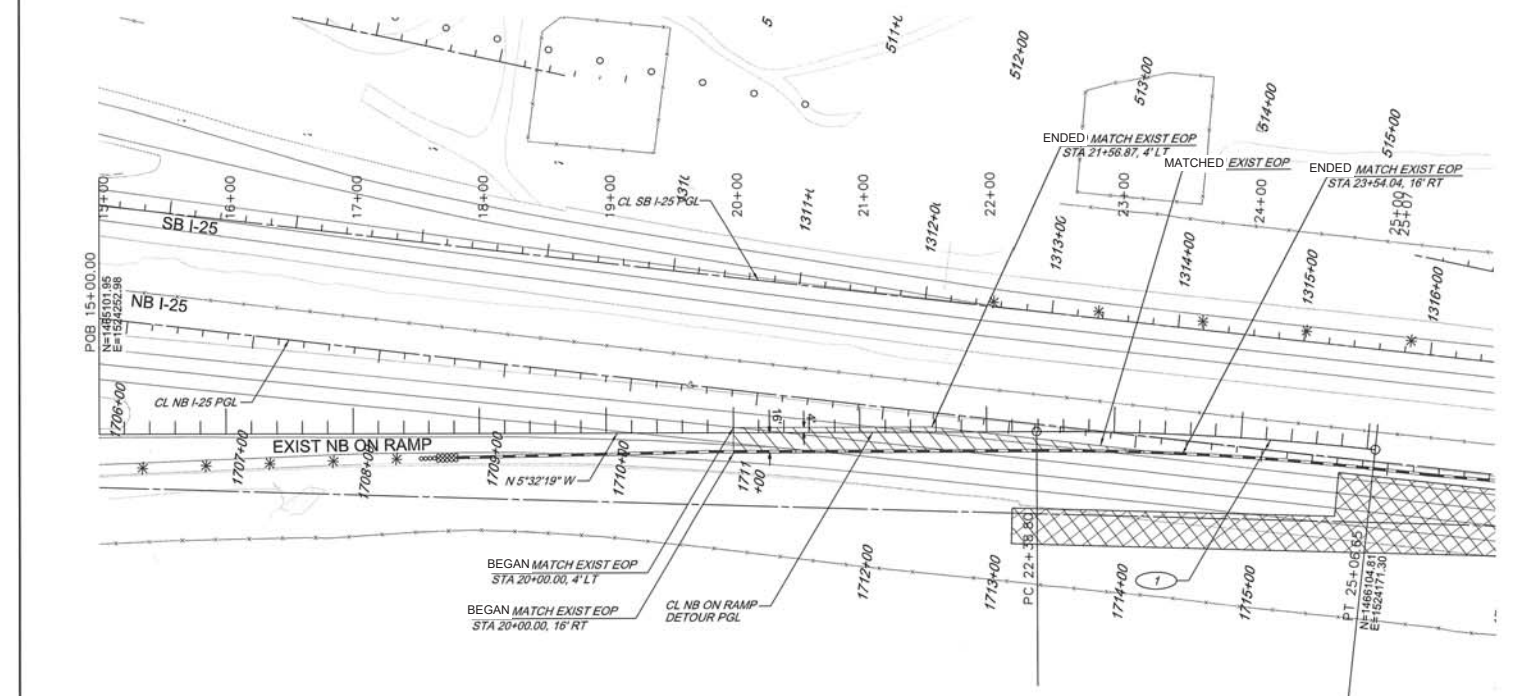 511+0
512+00
513+00
514+00
515+00
ENDED MATCH EXIST EOP
STA 21+56.87, 4' LT
MATCHED EXIST EOP
ENDED MATCH EXIST EOP
STA 23+54.04, 16' RT
15+00
16+00
17+00
18+00
19+00
20+00
21+00
22+00
23+00
24+00
25+00
25+07
CL SB I-25 PGL
1311+0
1312+00
1313+00
1314+00
1315+00
1316+00
SB I-25
NB I-25
POB 15+00.00
N=1465101.95
E=1524252.98
CL NB I-25 PGL
EXIST NB ON RAMP
16'
4'
N 5°32'19" W
1706+00
1707+00
1708+00
1709+00
1710+00
1711
+00
1712+00
1713+00
1714+00
1715+00
BEGAN MATCH EXIST EOP
STA 20+00.00, 4' LT
BEGAN MATCH EXIST EOP
STA 20+00.00, 16' RT
CL NB ON RAMP
DETOUR PGL
PC 22+38.80
1
PT 25+06.65
N=1466104.81
E=1524171.30